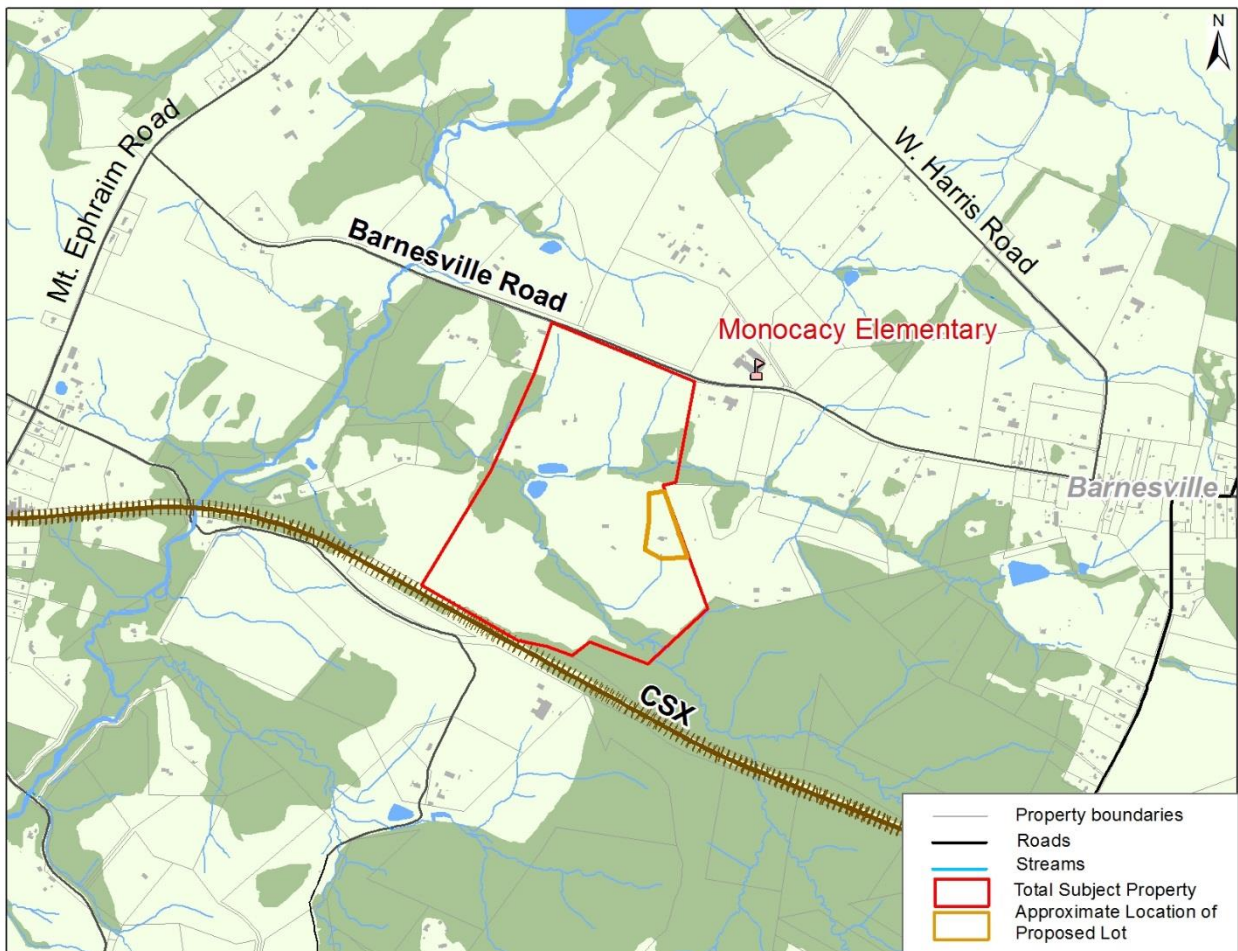 N
Mt. Ephraim Road
W. Harris Road
Barnesville Road
Monocacy Elementary
Barnesville
CSX
Property boundaries
Roads
Streams
Total Subject Property
Approximate Location of
Proposed Lot